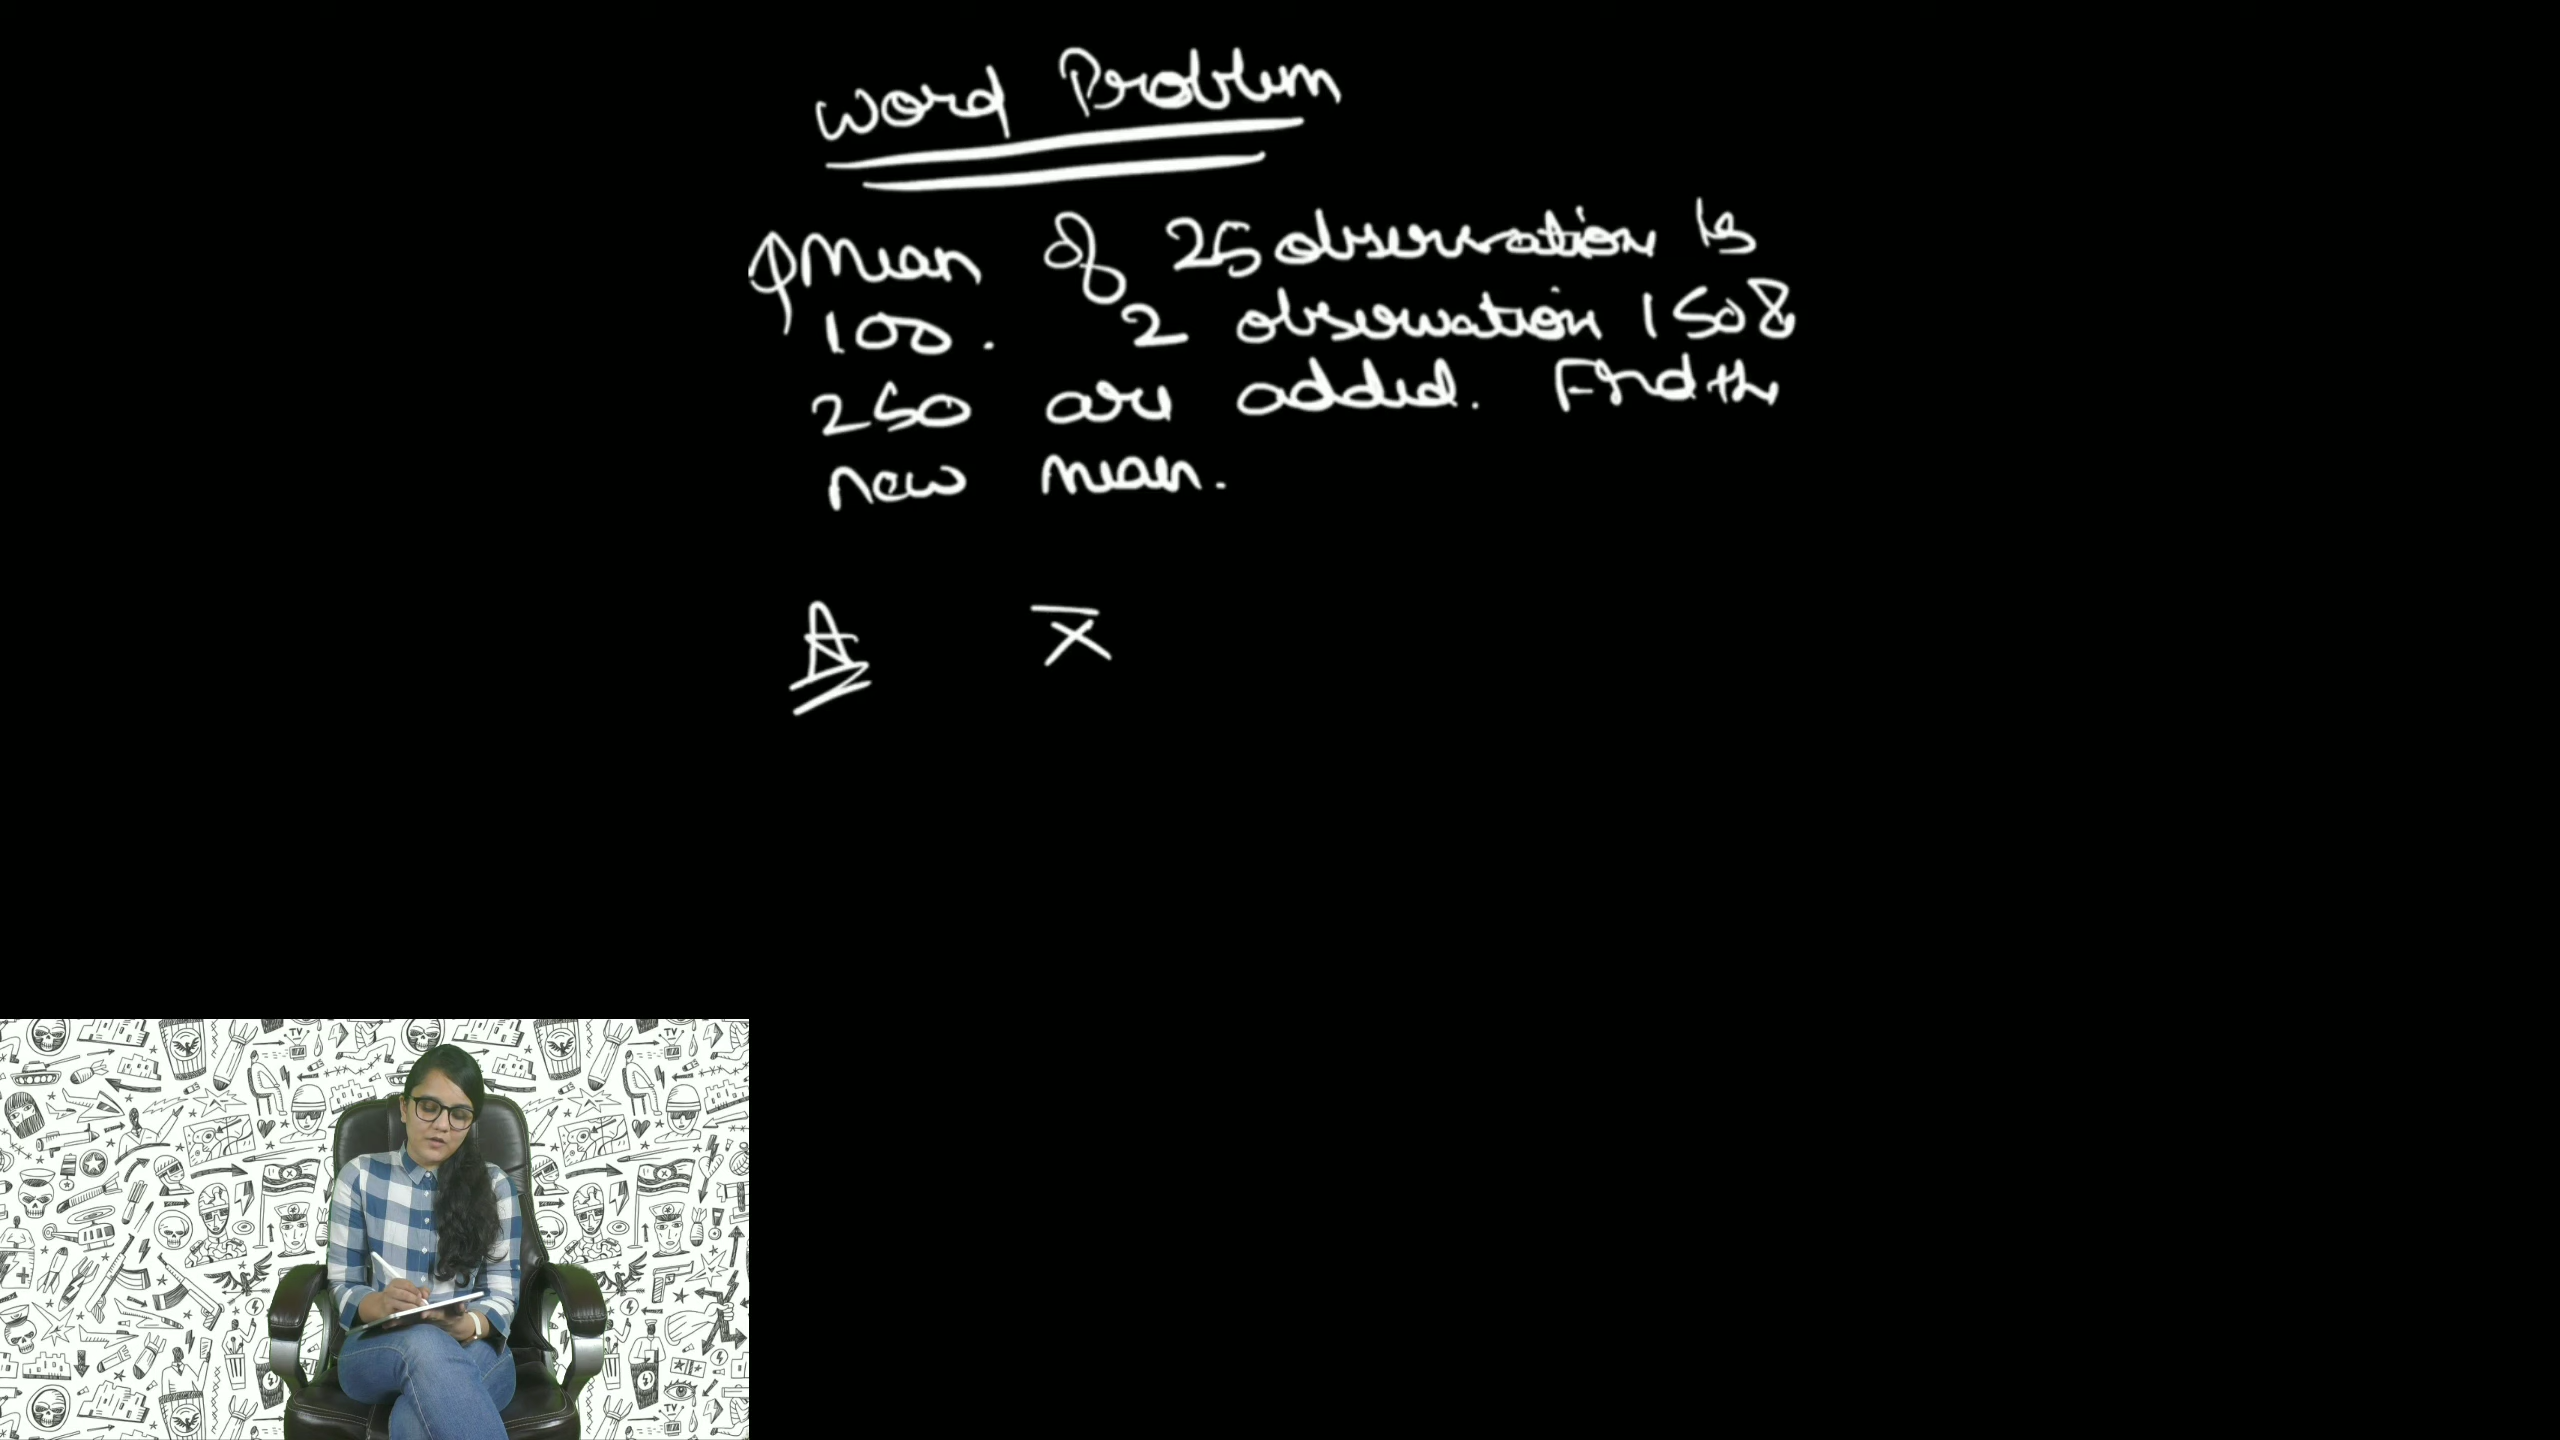 Word Problem
φ Mean of 25 observation is
100. 2 observation 150 &
250 are added. Find the
new mean.
A x̄